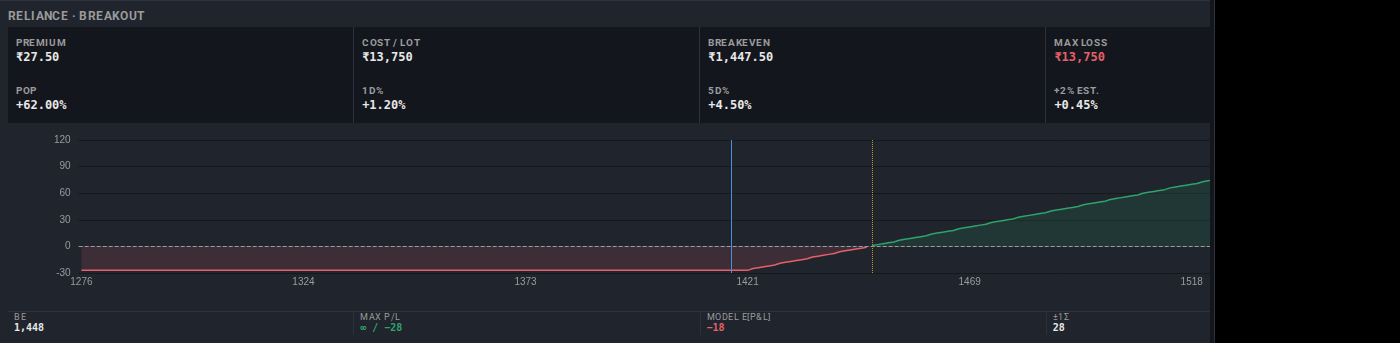 RELIANCE · BREAKOUT
PREMIUM COST / LOT BREAKEVEN MAX LOSS
₹27.50 ₹13,750 ₹1,447.50 ₹13,750
POP 1D% 5D% +2% EST.
+62.00% +1.20% +4.50% +0.45%
120
90
60
30
0
-30
1276 1324 1373 1421 1469 1518
BE MAX P/L MODEL E[P&L] ±1Σ
1,448 ∞ / −28 −18 28